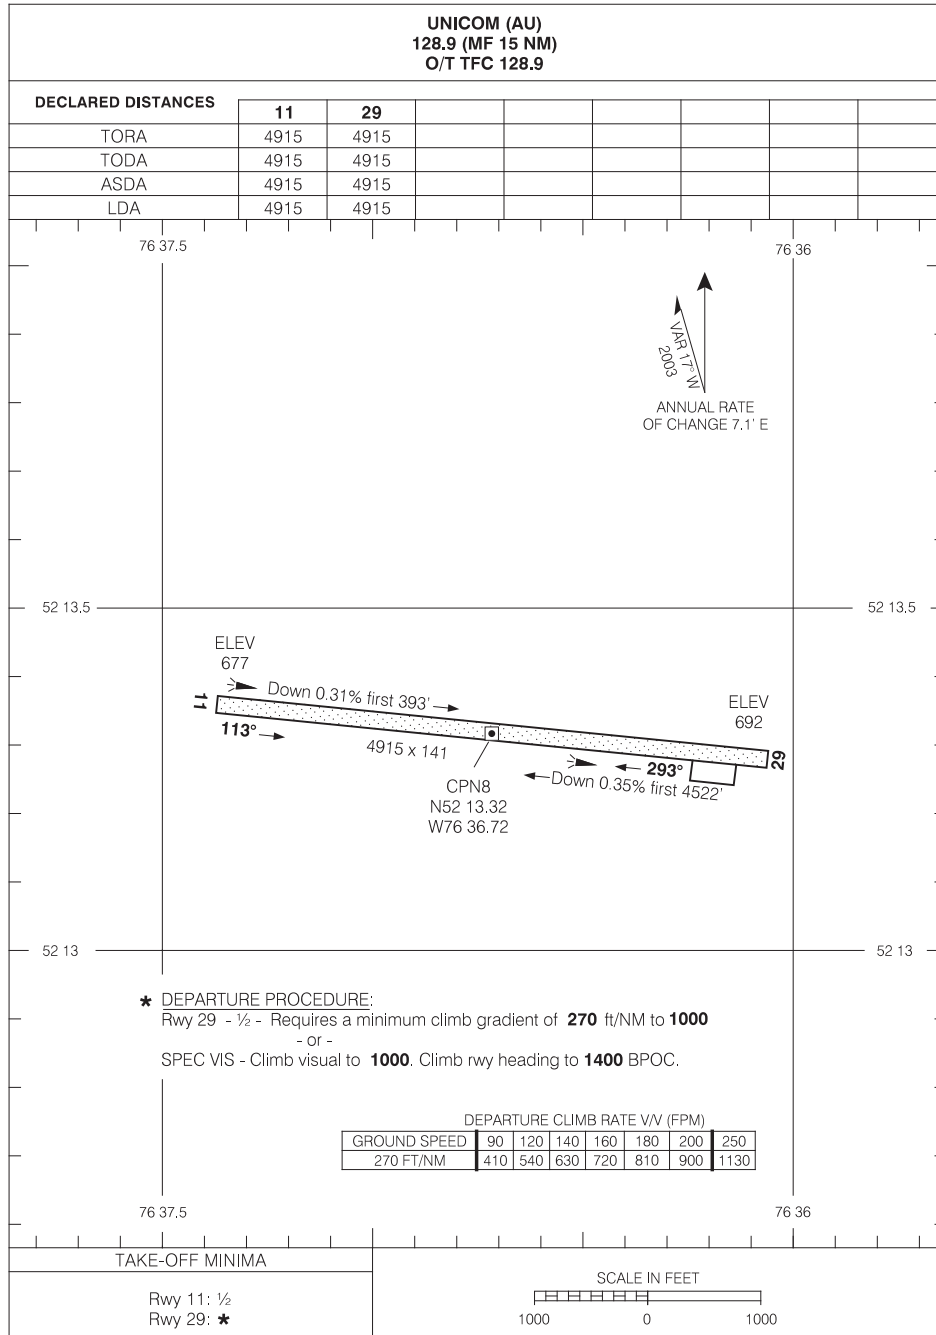 UNICOM (AU)
128.9 (MF 15 NM)
O/T TFC 128.9
DECLARED DISTANCES 11 29
TORA 4915 4915
TODA 4915 4915
ASDA 4915 4915
LDA 4915 4915
76 37.5 76 36
VAR 17° W
2003
ANNUAL RATE
OF CHANGE 7.1' E
52 13.5 52 13.5
ELEV
677
Down 0.31% first 393'
ELEV
692
11
113°
4915 x 141
29
293°
Down 0.35% first 4522'
CPN8
N52 13.32
W76 36.72
52 13 52 13
* DEPARTURE PROCEDURE:
Rwy 29 - ½ - Requires a minimum climb gradient of 270 ft/NM to 1000
- or -
SPEC VIS - Climb visual to 1000. Climb rwy heading to 1400 BPOC.
DEPARTURE CLIMB RATE V/V (FPM)
GROUND SPEED 90 120 140 160 180 200 250
270 FT/NM 410 540 630 720 810 900 1130
76 37.5 76 36
TAKE-OFF MINIMA
Rwy 11: ½
Rwy 29: *
SCALE IN FEET
1000 0 1000